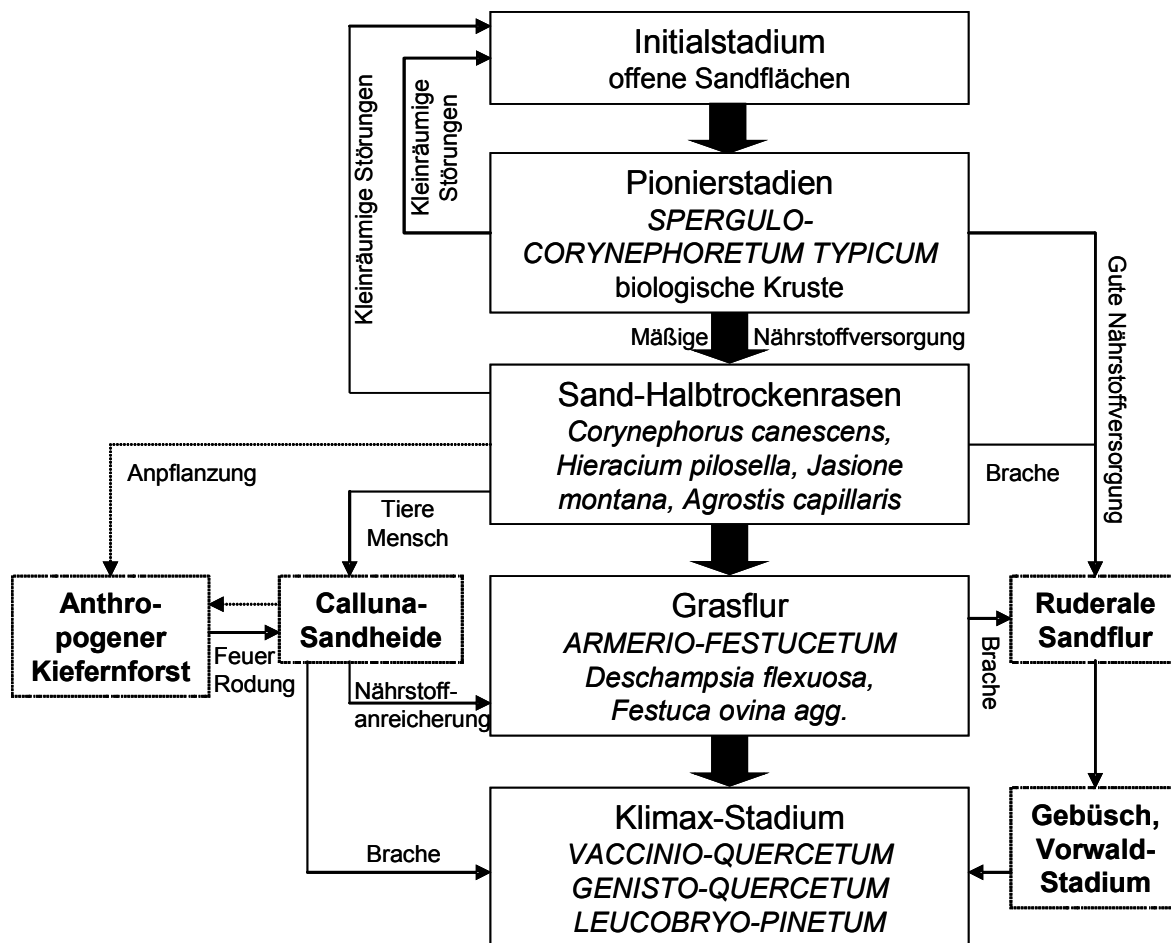 Initialstadium
offene Sandflächen
Kleinräumige Störungen
Kleinräumige
Störungen
Pionierstadien
SPERGULO-
CORYNEPHORETUM TYPICUM
biologische Kruste
Gute Nährstoffversorgung
Mäßige Nährstoffversorgung
Sand-Halbtrockenrasen
Corynephorus canescens,
Hieracium pilosella, Jasione
montana, Agrostis capillaris
Anpflanzung
Brache
Tiere
Mensch
Anthro-
pogener
Kiefernforst
Calluna-
Sandheide
Feuer
Rodung
Nährstoff-
anreicherung
Grasflur
ARMERIO-FESTUCETUM
Deschampsia flexuosa,
Festuca ovina agg.
Brache
Ruderale
Sandflur
Brache
Klimax-Stadium
VACCINIO-QUERCETUM
GENISTO-QUERCETUM
LEUCOBRYO-PINETUM
Gebüsch,
Vorwald-
Stadium